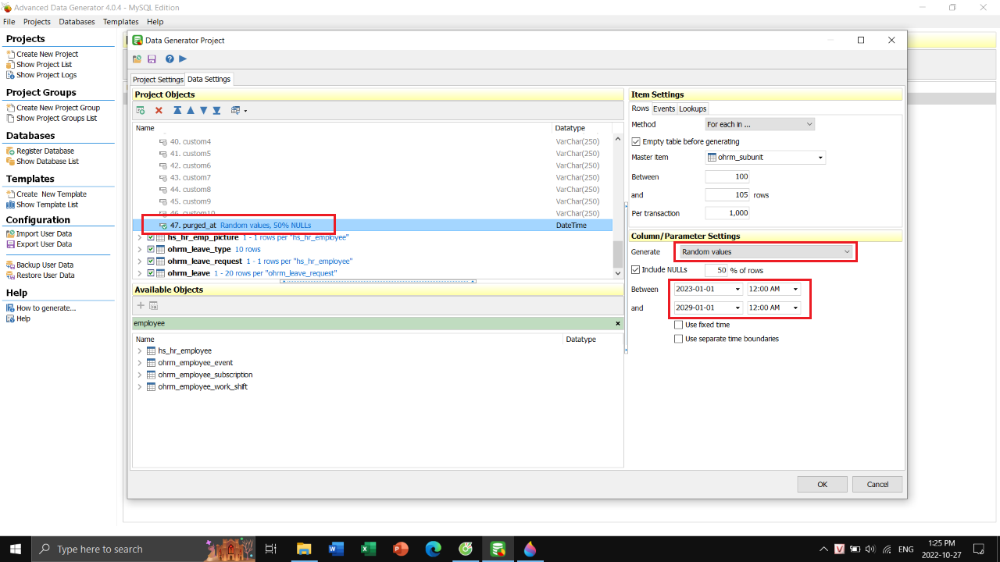 Advanced Data Generator 4.0.4 - MySQL Edition
File Projects Databases Templates Help
Projects
Create New Project
Show Project List
Show Project Logs
Project Groups
Create New Project Group
Show Project Groups List
Databases
Register Database
Show Database List
Templates
Create New Template
Show Template List
Configuration
Import User Data
Export User Data
Backup User Data
Restore User Data
Help
How to generate...
Help
Data Generator Project
Project Settings Data Settings
Project Objects
Name Datatype
40. custom4 VarChar(250)
41. custom5 VarChar(250)
42. custom6 VarChar(250)
43. custom7 VarChar(250)
44. custom8 VarChar(250)
45. custom9 VarChar(250)
46. custom10 VarChar(250)
47. purged_at Random values, 50% NULLs DateTime
hs_hr_emp_picture 1 - 1 rows per "hs_hr_employee"
ohrm_leave_type 10 rows
ohrm_leave_request 1 - 1 rows per "hs_hr_employee"
ohrm_leave 1 - 20 rows per "ohrm_leave_request"
Available Objects
employee
Name Datatype
hs_hr_employee
ohrm_employee_event
ohrm_employee_subscription
ohrm_employee_work_shift
Item Settings
Rows Events Lookups
Method For each in ...
Empty table before generating
Master item ohrm_subunit
Between 100
and 105 rows
Per transaction 1,000
Column/Parameter Settings
Generate Random values
Include NULLs 50 % of rows
Between 2023-01-01 12:00 AM
and 2029-01-01 12:00 AM
Use fixed time
Use separate time boundaries
OK Cancel
Type here to search
ENG
1:25 PM
2022-10-27